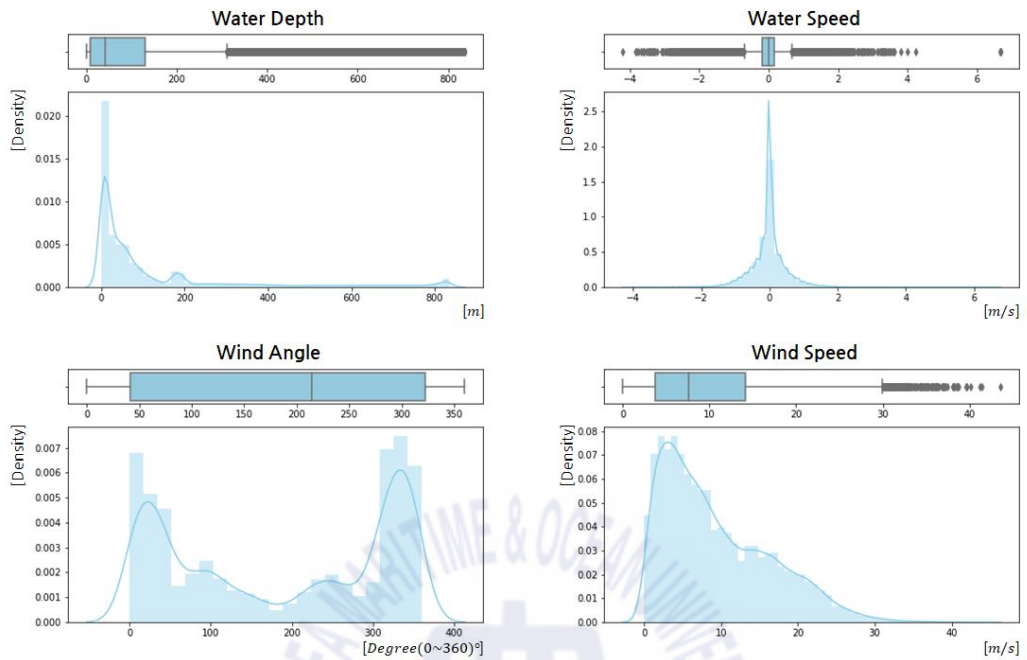 Water Depth
0 200 400 600 800
[Density]
0.020
0.015
0.010
0.005
0.000
0 200 400 600 800
[m]
Water Speed
−4 −2 0 2 4 6
[Density]
2.5
2.0
1.5
1.0
0.5
0.0
−4 −2 0 2 4 6
[m/s]
Wind Angle
0 50 100 150 200 250 300 350
[Density]
0.007
0.006
0.005
0.004
0.003
0.002
0.001
0.000
0 100 200 300 400
[Degree(0~360)°]
Wind Speed
0 10 20 30 40
[Density]
0.08
0.07
0.06
0.05
0.04
0.03
0.02
0.01
0.00
0 10 20 30 40
[m/s]
MARITIME & OCEAN